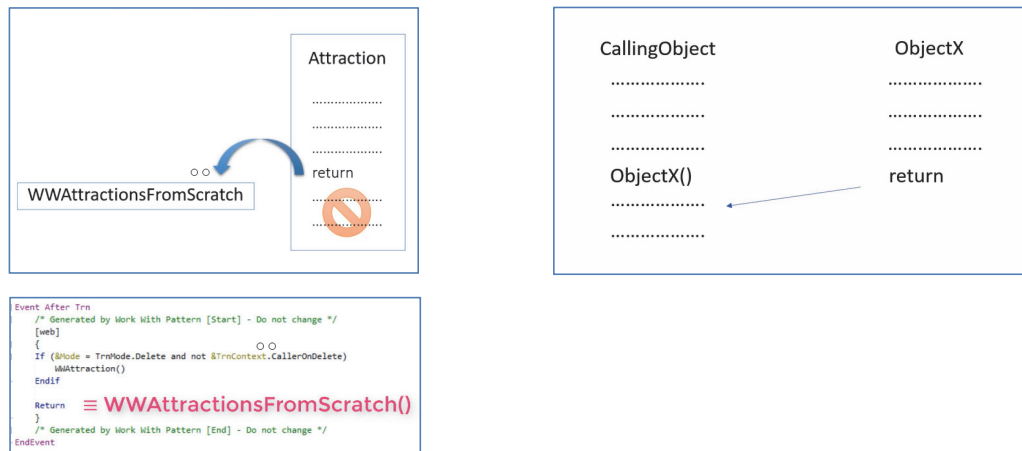 Attraction
………………..
………………..
………………..
return
………………..
………………..
WWAttractionsFromScratch
CallingObject
………………..
………………..
………………..
ObjectX()
………………..
………………..
ObjectX
………………..
………………..
………………..
return
Event After Trn
/* Generated by Work With Pattern [Start] - Do not change */
[web]
{
If (&Mode = TrnMode.Delete and not &TrnContext.CallerOnDelete)
WWAttraction()
Endif
Return ≡ WWAttractionsFromScratch()
}
/* Generated by Work With Pattern [End] - Do not change */
EndEvent